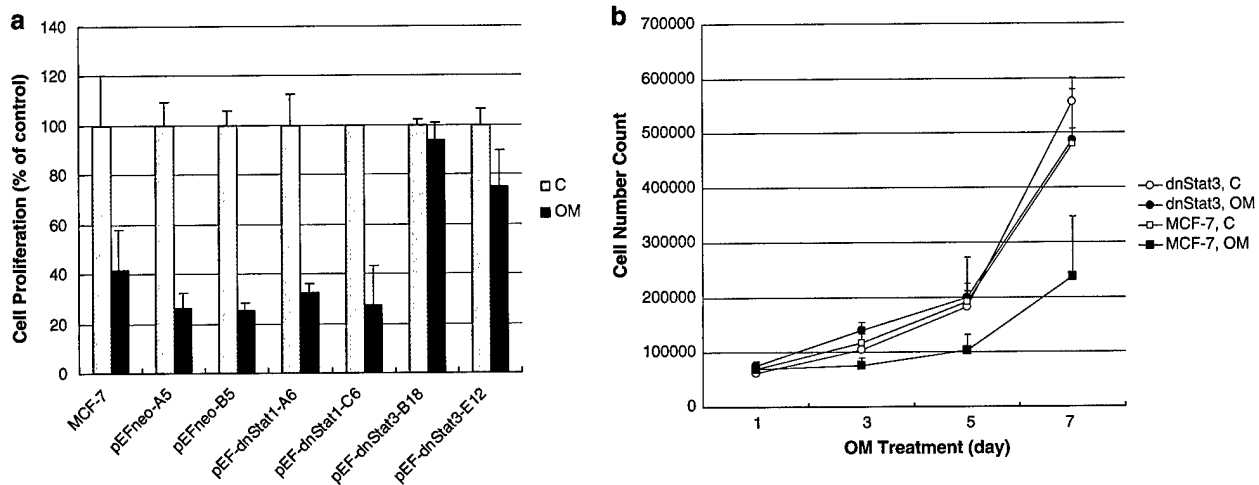 a
140
120
100
80
60
40
20
0
Cell Proliferation (% of control)
MCF-7
pEFneo-A5
pEFneo-B5
pEF-dnStat1-A6
pEF-dnStat1-C6
pEF-dnStat3-B18
pEF-dnStat3-E12
C
OM
b
700000
600000
500000
400000
300000
200000
100000
0
Cell Number Count
1 3 5 7
OM Treatment (day)
dnStat3, C
dnStat3, OM
MCF-7, C
MCF-7, OM